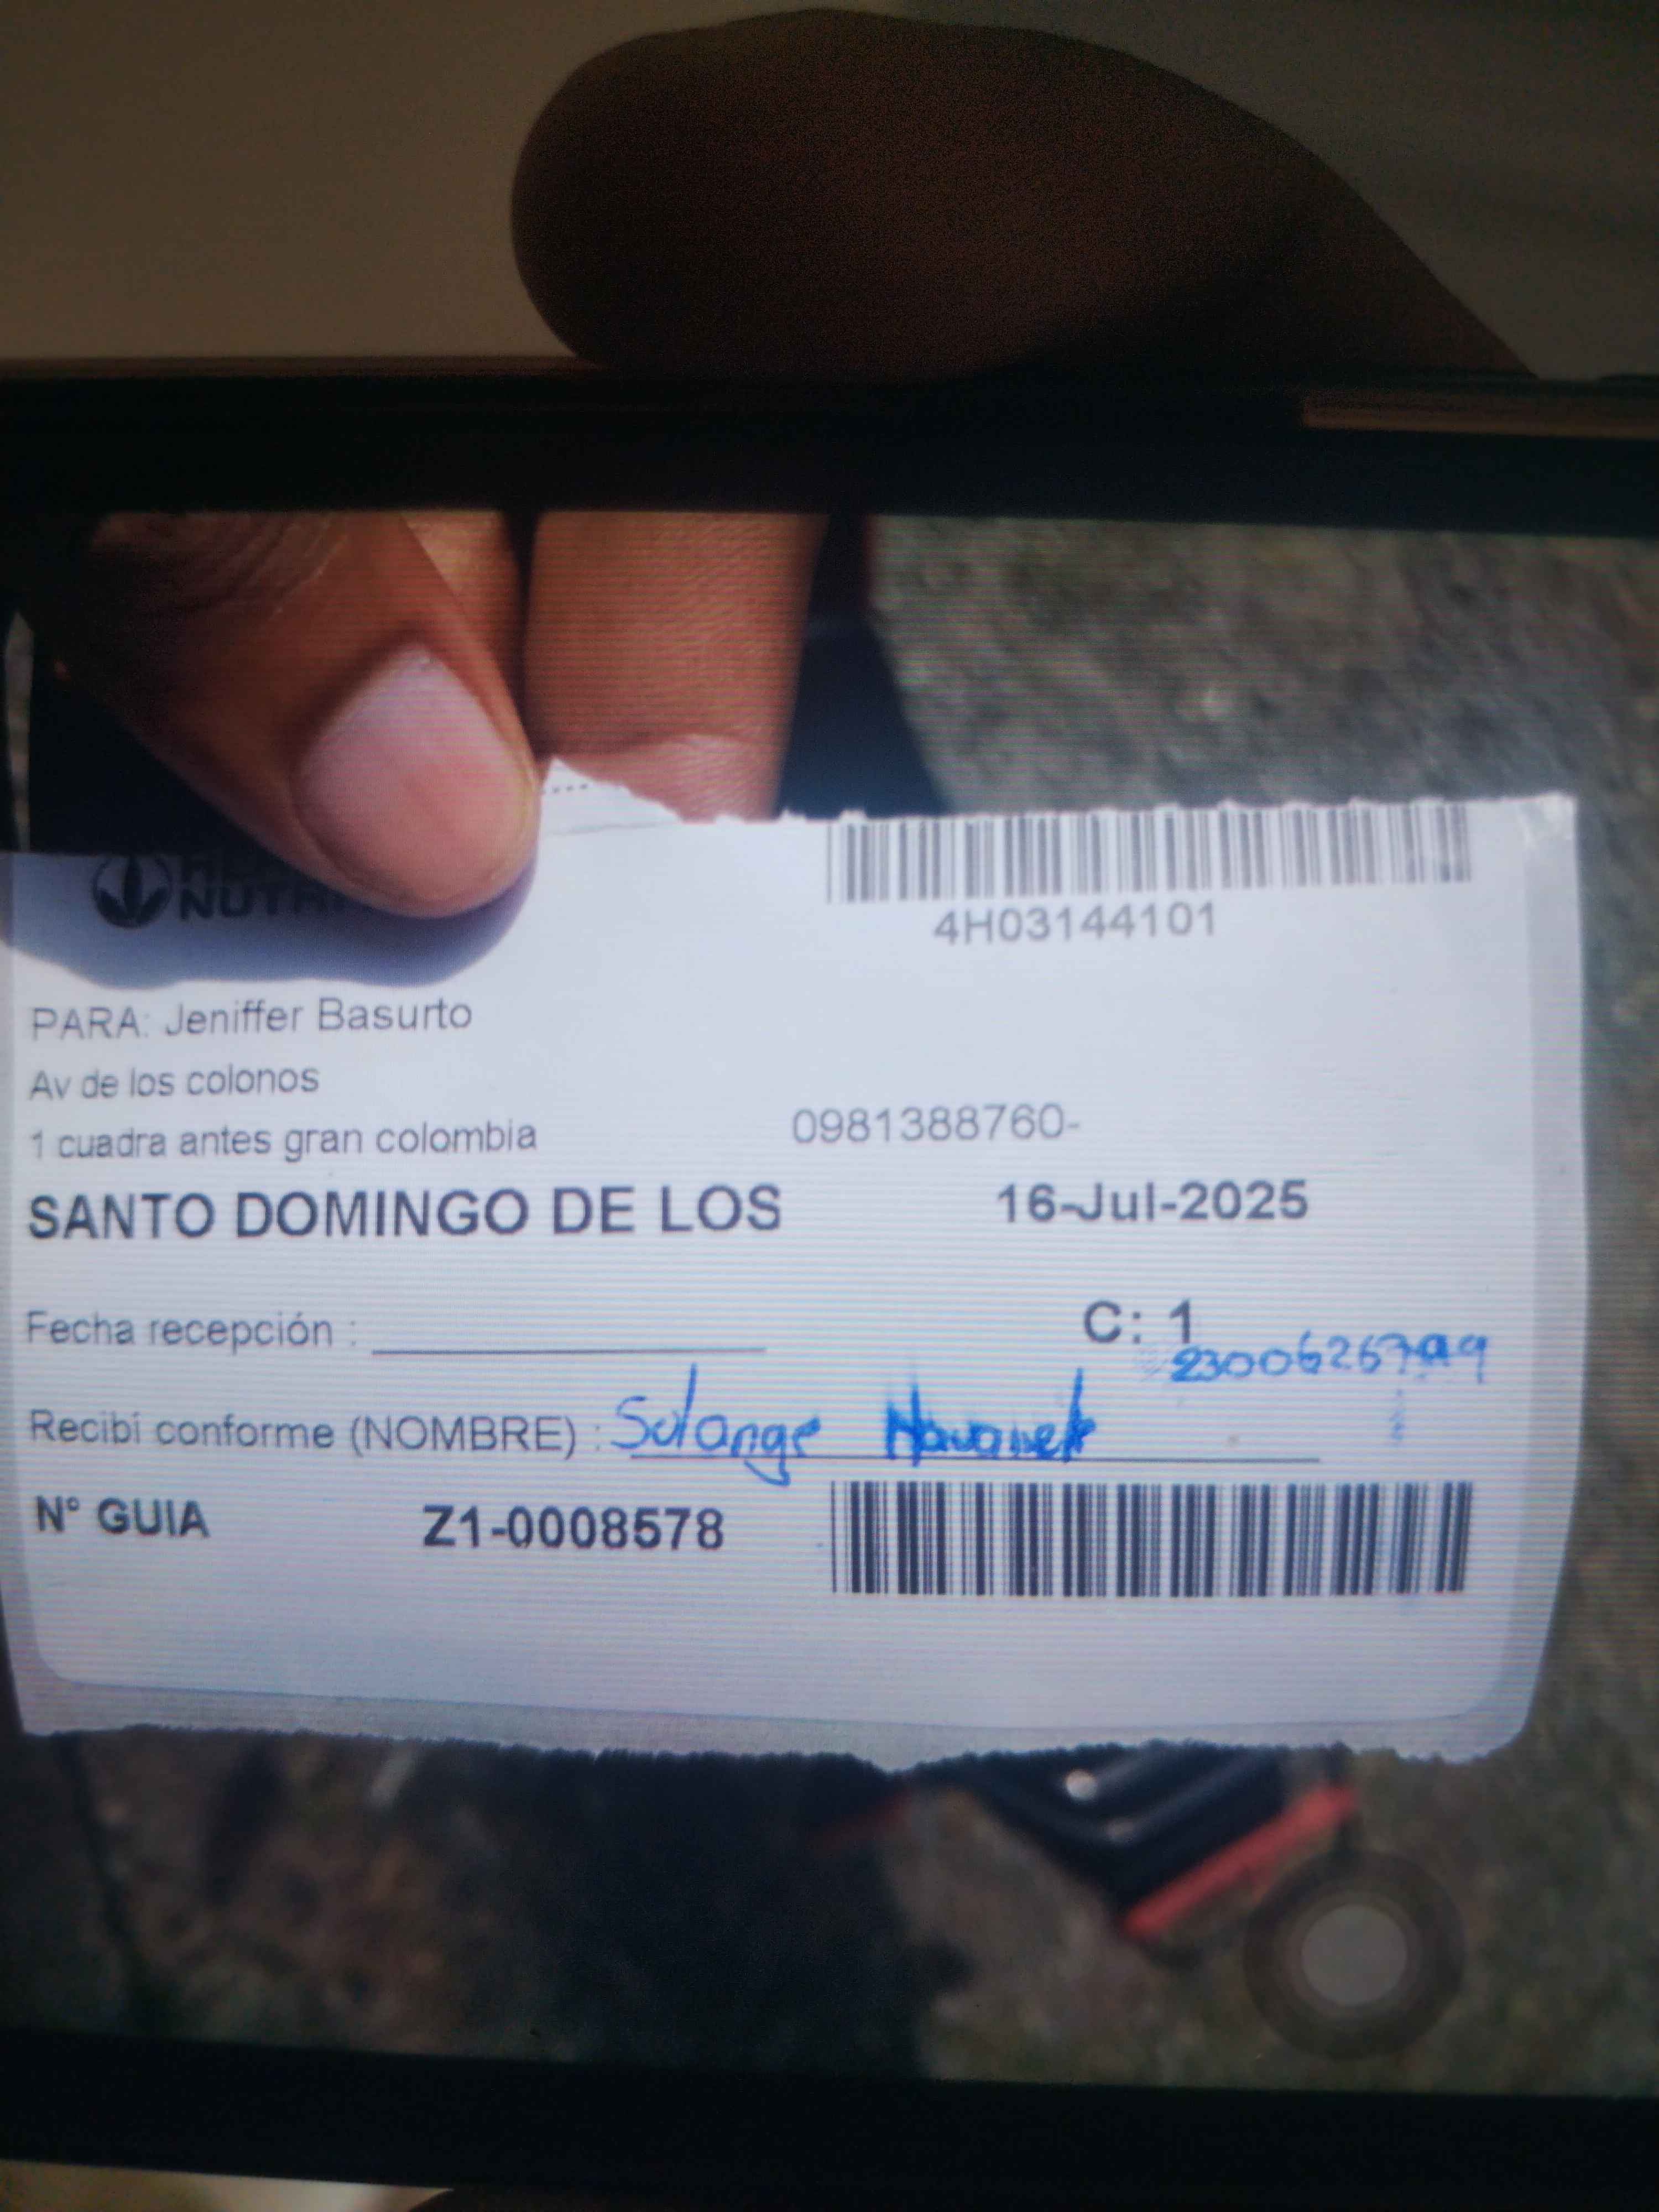 4H03144101
PARA: Jeniffer Basurto
Av de los colonos
1 cuadra antes gran colombia 0981388760-
SANTO DOMINGO DE LOS 16-Jul-2025
Fecha recepción : C: 1
Recibí conforme (NOMBRE) : Solange
N° GUIA Z1-0008578